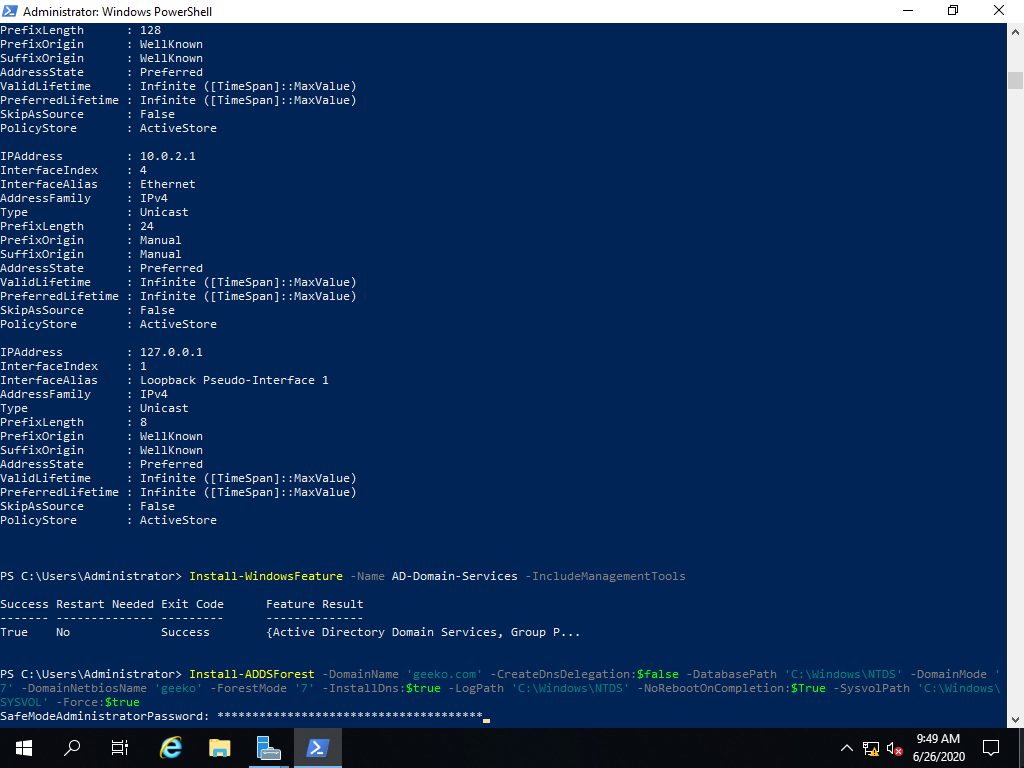 Administrator: Windows PowerShell
PrefixLength      : 128
PrefixOrigin      : WellKnown
SuffixOrigin      : WellKnown
AddressState      : Preferred
ValidLifetime     : Infinite ([TimeSpan]::MaxValue)
PreferredLifetime : Infinite ([TimeSpan]::MaxValue)
SkipAsSource      : False
PolicyStore       : ActiveStore

IPAddress         : 10.0.2.1
InterfaceIndex    : 4
InterfaceAlias    : Ethernet
AddressFamily     : IPv4
Type              : Unicast
PrefixLength      : 24
PrefixOrigin      : Manual
SuffixOrigin      : Manual
AddressState      : Preferred
ValidLifetime     : Infinite ([TimeSpan]::MaxValue)
PreferredLifetime : Infinite ([TimeSpan]::MaxValue)
SkipAsSource      : False
PolicyStore       : ActiveStore

IPAddress         : 127.0.0.1
InterfaceIndex    : 1
InterfaceAlias    : Loopback Pseudo-Interface 1
AddressFamily     : IPv4
Type              : Unicast
PrefixLength      : 8
PrefixOrigin      : WellKnown
SuffixOrigin      : WellKnown
AddressState      : Preferred
ValidLifetime     : Infinite ([TimeSpan]::MaxValue)
PreferredLifetime : Infinite ([TimeSpan]::MaxValue)
SkipAsSource      : False
PolicyStore       : ActiveStore

PS C:\Users\Administrator> Install-WindowsFeature -Name AD-Domain-Services -IncludeManagementTools

Success Restart Needed Exit Code      Feature Result
------- -------------- ---------      --------------
True    No             Success        {Active Directory Domain Services, Group P...

PS C:\Users\Administrator> Install-ADDSForest -DomainName 'geeko.com' -CreateDnsDelegation:$false -DatabasePath 'C:\Windows\NTDS' -DomainMode '
7' -DomainNetbiosName 'geeko' -ForestMode '7' -InstallDns:$true -LogPath 'C:\Windows\NTDS' -NoRebootOnCompletion:$True -SysvolPath 'C:\Windows\
SYSVOL' -Force:$true
SafeModeAdministratorPassword: **************************************
9:49 AM
6/26/2020